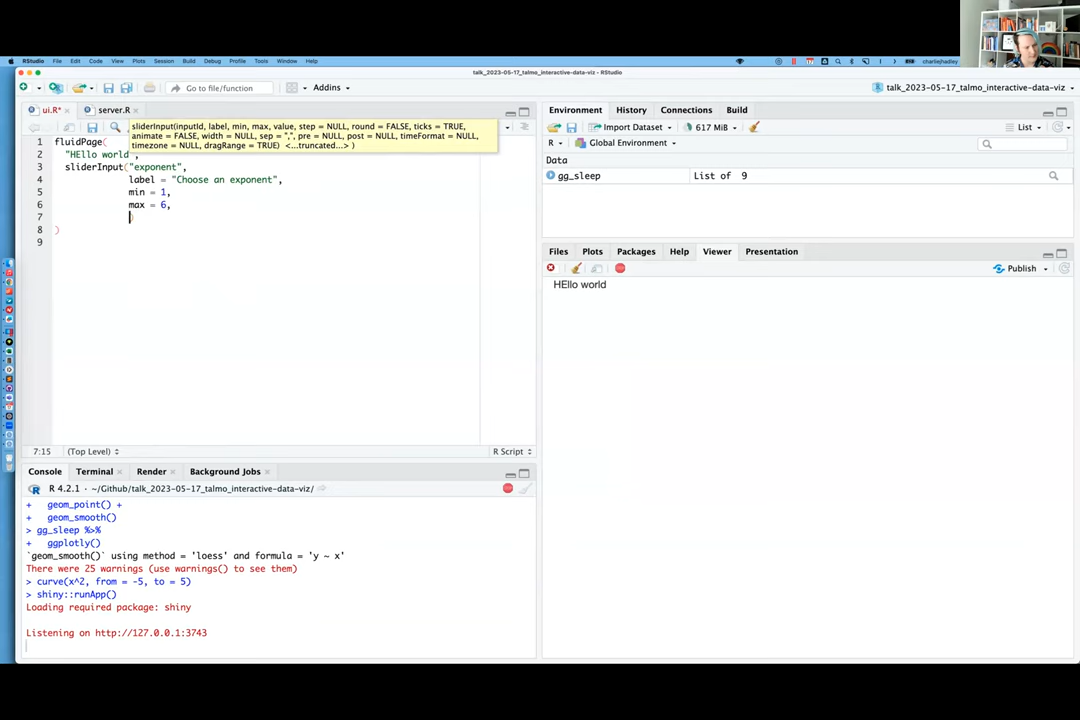 RStudio File Edit Code View Plots Session Build Debug Profile Tools Window Help charliejhadley
talk_2023-05-17_talmo_interactive-data-viz - RStudio
Go to file/function Addins talk_2023-05-17_talmo_interactive-data-viz
ui.R* server.R
sliderInput(inputId, label, min, max, value, step = NULL, round = FALSE, ticks = TRUE,
animate = FALSE, width = NULL, sep = ",", pre = NULL, post = NULL, timeFormat = NULL,
timezone = NULL, dragRange = TRUE) <...truncated...> )
1 fluidPage(
2 "HEllo world",
3 sliderInput("exponent",
4 label = "Choose an exponent",
5 min = 1,
6 max = 6,
7 )
8 )
9
7:15 (Top Level) R Script
Console Terminal Render Background Jobs
R 4.2.1 · ~/Github/talk_2023-05-17_talmo_interactive-data-viz/
+ geom_point() +
+ geom_smooth()
> gg_sleep %>%
+ ggplotly()
`geom_smooth()` using method = 'loess' and formula = 'y ~ x'
There were 25 warnings (use warnings() to see them)
> curve(x^2, from = -5, to = 5)
> shiny::runApp()
Loading required package: shiny
Listening on http://127.0.0.1:3743
Environment History Connections Build
Import Dataset 617 MiB List
R Global Environment
Data
gg_sleep List of 9
Files Plots Packages Help Viewer Presentation
Publish
HEllo world